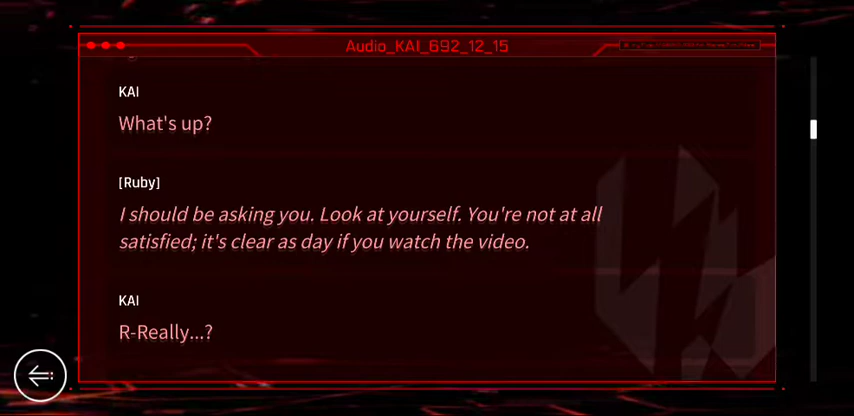 Audio_KAI_692_12_15
KAI
What's up?
[Ruby]
I should be asking you. Look at yourself. You're not at all
satisfied; it's clear as day if you watch the video.
KAI
R-Really...?